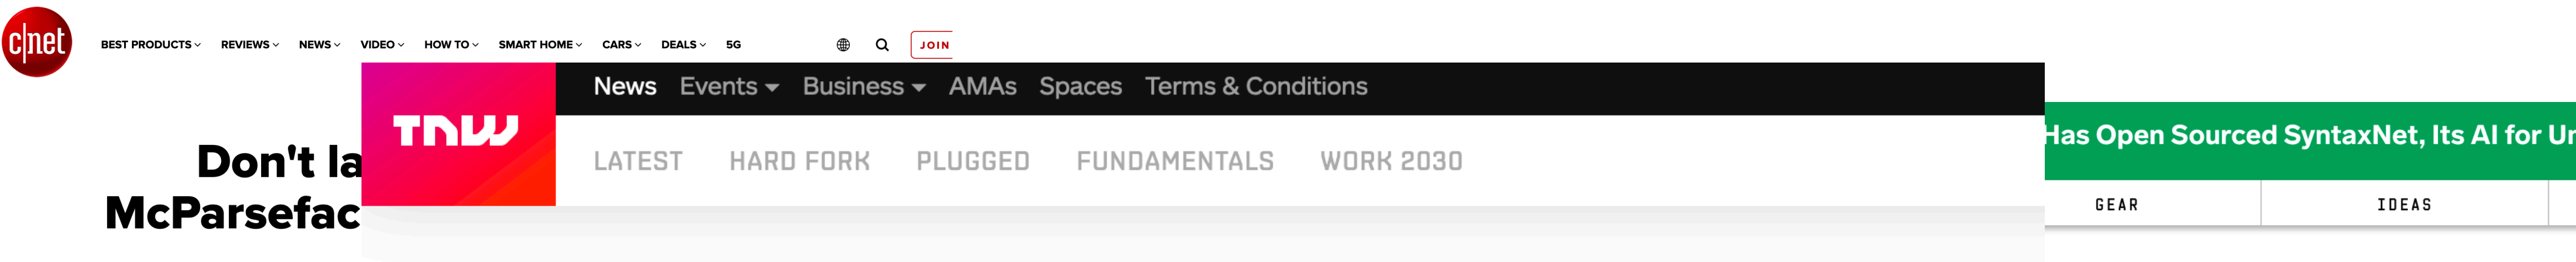 c|net
BEST PRODUCTS REVIEWS NEWS VIDEO HOW TO SMART HOME CARS DEALS 5G JOIN
News Events Business AMAs Spaces Terms & Conditions
TNW
LATEST HARD FORK PLUGGED FUNDAMENTALS WORK 2030
Don't la
McParsefac
Has Open Sourced SyntaxNet, Its AI for Un
GEAR IDEAS